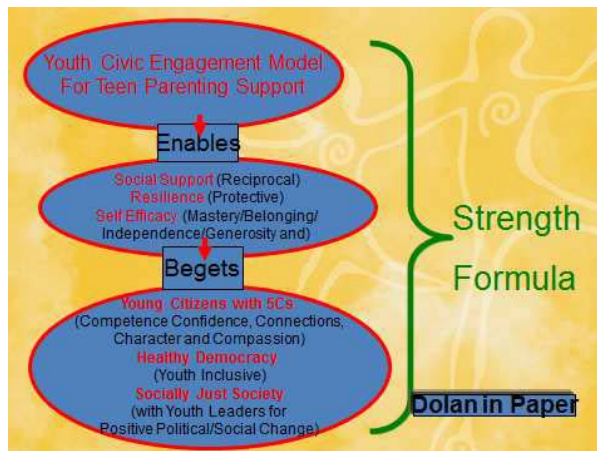 Youth Civic Engagement Model
For Teen Parenting Support
Enables
Social Support (Reciprocal)
Resilience (Protective)
Self Efficacy (Mastery/Belonging/
Independence/Generosity and)
Begets
Young Citizens with 5Cs
(Competence Confidence, Connections,
Character and Compassion)
Healthy Democracy
(Youth Inclusive)
Socially Just Society
(with Youth Leaders for
Positive Political/Social Change)
Strength
Formula
Dolan in Paper